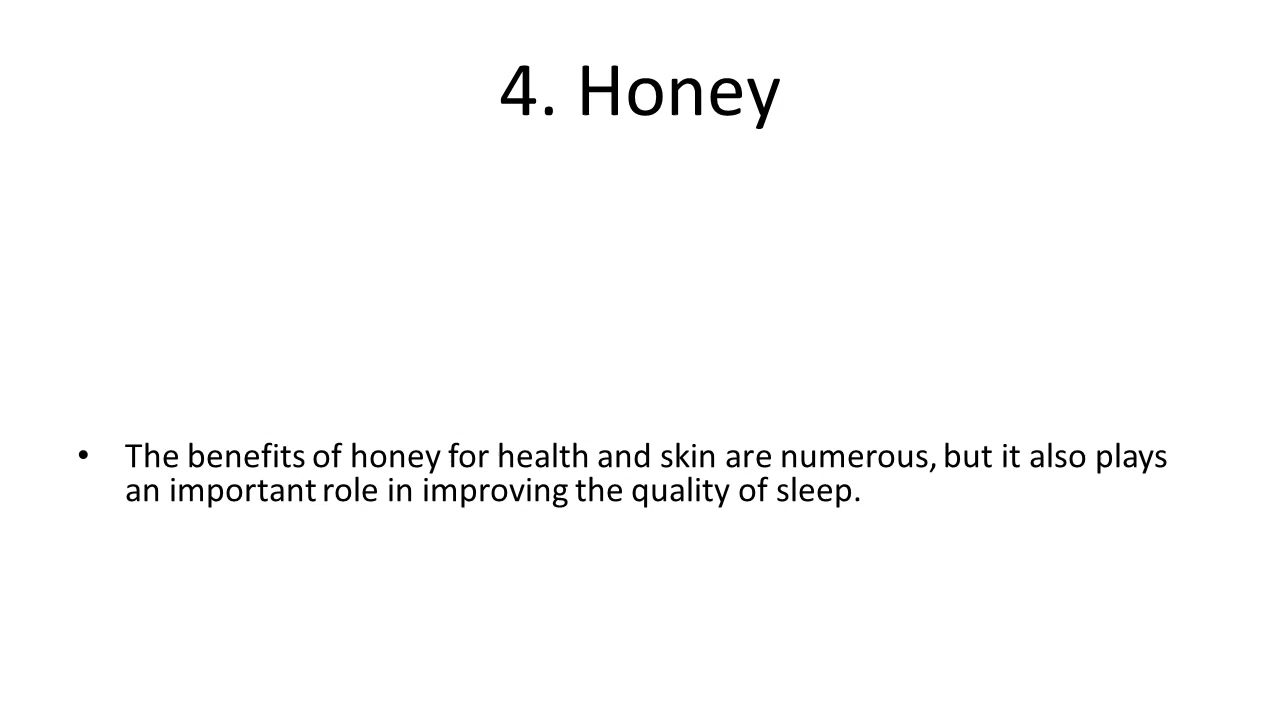 4. Honey
• The benefits of honey for health and skin are numerous, but it also plays
an important role in improving the quality of sleep.